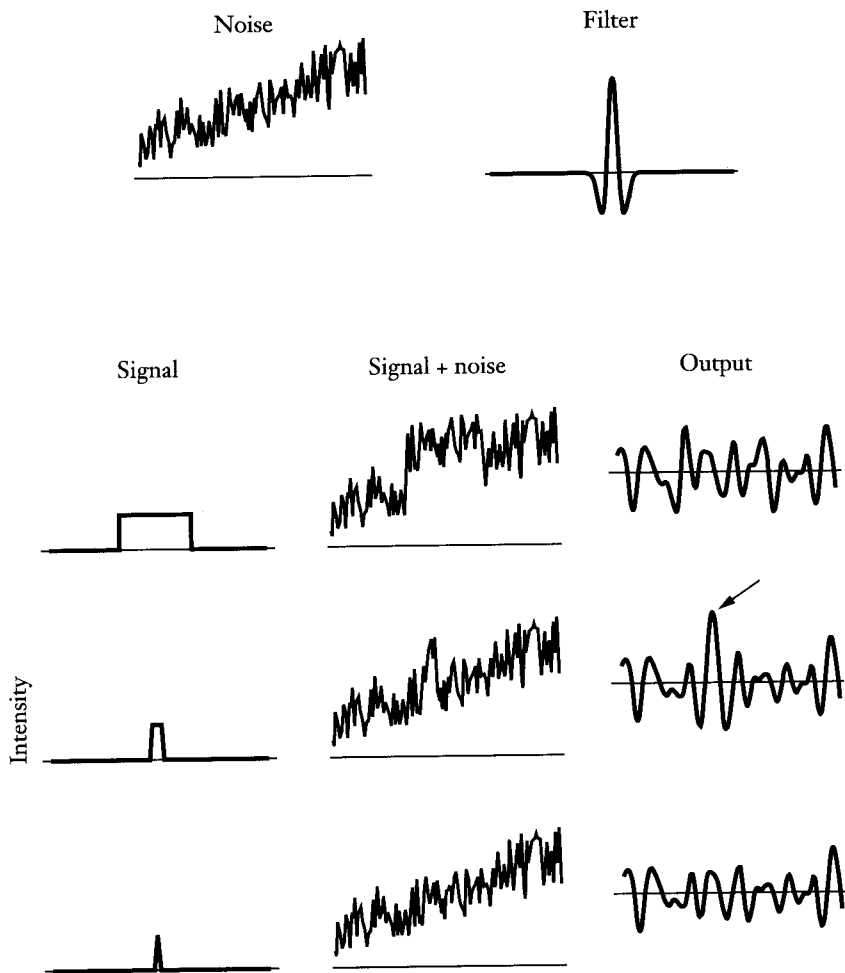 Noise
Filter
Signal
Signal + noise
Output
Intensity